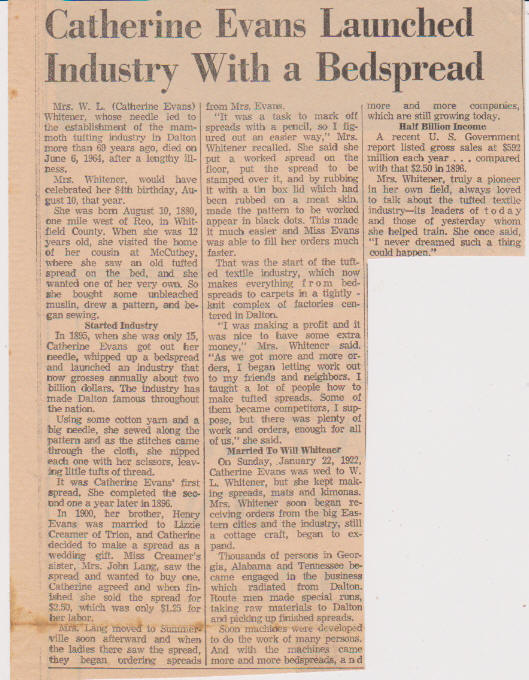 Catherine Evans Launched
Industry With a Bedspread
Mrs. W. L. (Catherine Evans)
Whitener, whose needle led to
the establishment of the mam-
moth tufting industry in Dalton
more than 69 years ago, died on
June 6, 1964, after a lengthy ill-
ness.
Mrs. Whitener, would have
celebrated her 84th birthday, Au-
gust 10, that year.
She was born August 10, 1880,
one mile west of Reo, in Whit-
field County. When she was 12
years old, she visited the home
of her cousin at McCuthey,
where she saw an old tufted
spread on the bed, and she
wanted one of her very own. So
she bought some unbleached
muslin, drew a pattern, and be-
gan sewing.
Started Industry
In 1895, when she was only 15,
Catherine Evans got out her
needle, whipped up a bedspread
and launched an industry that
now grosses annually about two
billion dollars. The industry has
made Dalton famous throughout
the nation.
Using some cotton yarn and a
big needle, she sewed along the
pattern and as the stitches came
through the cloth, she nipped
each one with her scissors, leav-
ing little tufts of thread.
It was Catherine Evans' first
spread. She completed the sec-
ond one a year later in 1896.
In 1900, her brother, Henry
Evans was married to Lizzie
Creamer of Trion, and Catherine
decided to make a spread as a
wedding gift. Miss Creamer's
sister, Mrs. John Lang, saw the
spread and wanted to buy one.
Catherine agreed and when fin-
ished she sold the spread for
$2.50, which was only $1.25 for
her labor.
Mrs. Lang moved to Summer-
ville soon afterward and when
the ladies there saw the spread,
they began ordering spreads
from Mrs. Evans.
"It was a task to mark off
spreads with a pencil, so I fig-
ured out an easier way," Mrs.
Whitener recalled. She said she
put a worked spread on the
floor, put the spread to be
stamped over it, and by rubbing
it with a tin box lid which had
been rubbed on a meat skin,
made the pattern to be worked
appear in black dots. This made
it much easier and Miss Evans
was able to fill her orders much
faster.
That was the start of the tuft-
ed textile industry, which now
makes everything from bed-
spreads to carpets in a tightly -
knit complex of factories cen-
tered in Dalton.
"I was making a profit and it
was nice to have some extra
money," Mrs. Whitener said.
"As we got more and more or-
ders, I began letting work out
to my friends and neighbors. I
taught a lot of people how to
make tufted spreads. Some of
them became competitors, I sup-
pose, but there was plenty of
work and orders, enough for all
of us," she said.
Married To Will Whitener
On Sunday, January 22, 1922,
Catherine Evans was wed to W.
L. Whitener, but she kept mak-
ing spreads, mats and kimonas.
Mrs. Whitener soon began re-
ceiving orders from the big Eas-
tern cities and the industry, still
a cottage craft, began to ex-
pand.
Thousands of persons in Geor-
gia, Alabama and Tennessee be-
came engaged in the business
which radiated from Dalton.
Route men made special runs,
taking raw materials to Dalton
and picking up finished spreads.
Soon machines were developed
to do the work of many persons.
And with the machines came
more and more bedspreads, and
more and more companies,
which are still growing today.
Half Billion Income
A recent U. S. Government
report listed gross sales at $592
million each year . . . compared
with that $2.50 in 1896.
Mrs. Whitener, truly a pioneer
in her own field, always loved
to talk about the tufted textile
industry—its leaders of today
and those of yesterday whom
she helped train. She once said,
"I never dreamed such a thing
could happen."